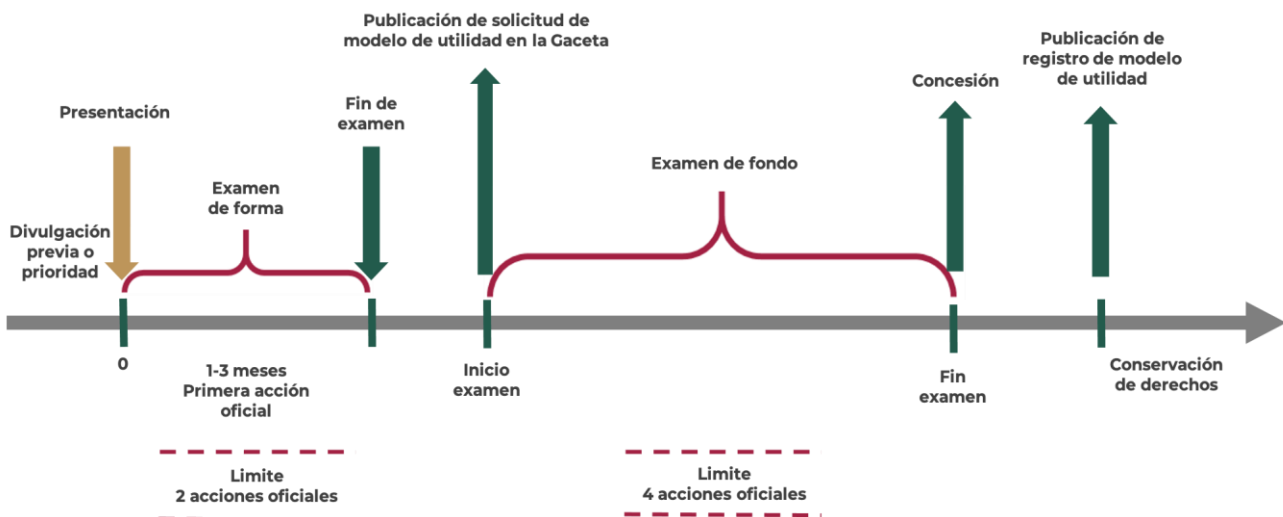 Publicación de solicitud de
modelo de utilidad en la Gaceta
Publicación de
registro de modelo
de utilidad
Presentación
Fin de
examen
Concesión
Examen
de forma
Examen de fondo
Divulgación
previa o
prioridad
0
1-3 meses
Primera acción
oficial
Inicio
examen
Fin
examen
Conservación
de derechos
Limite
2 acciones oficiales
Limite
4 acciones oficiales